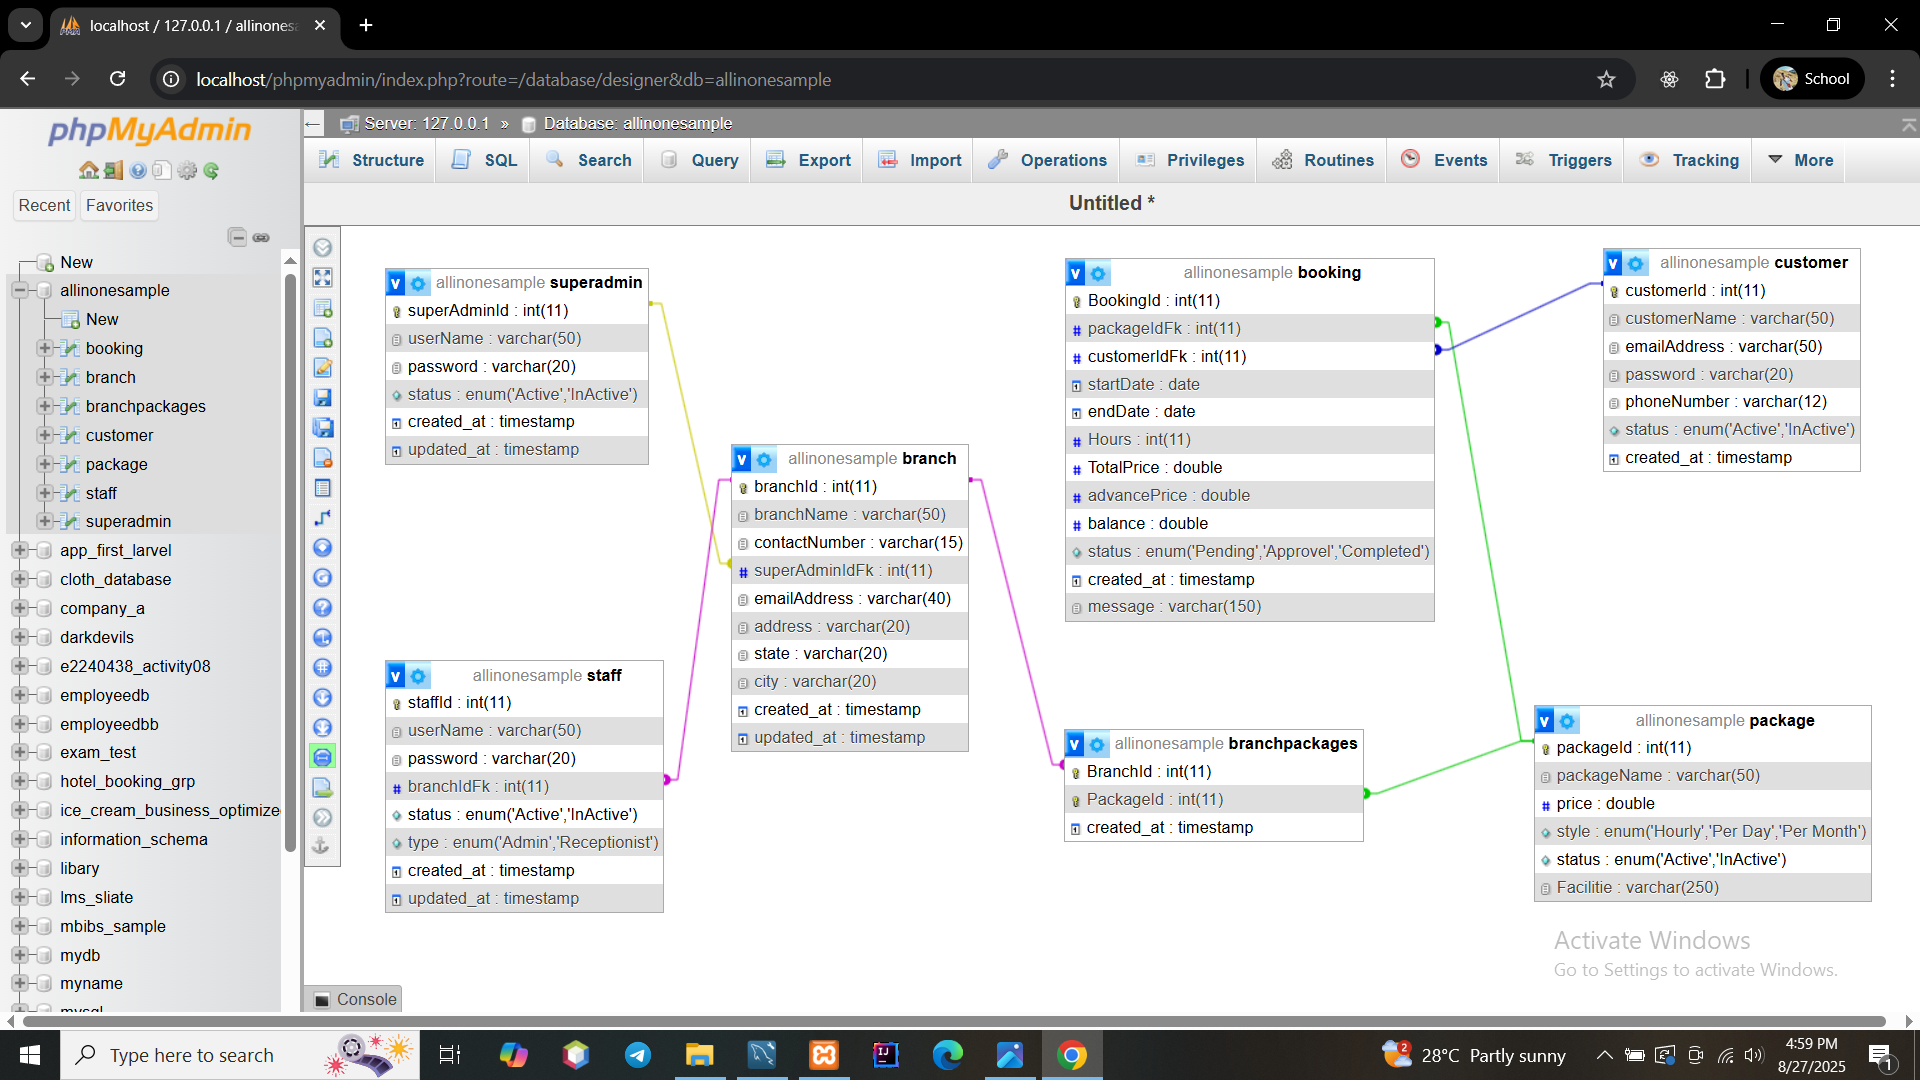 localhost / 127.0.0.1 / allinones
localhost/phpmyadmin/index.php?route=/database/designer&db=allinonesample
School
phpMyAdmin
Recent
Favorites
New
allinonesample
New
booking
branch
branchpackages
customer
package
staff
superadmin
app_first_larvel
cloth_database
company_a
darkdevils
e2240438_activity08
employeedb
employeedbb
exam_test
hotel_booking_grp
ice_cream_business_optimize
information_schema
libary
lms_sliate
mbibs_sample
mydb
myname
mysql
Server: 127.0.0.1 » Database: allinonesample
Structure
SQL
Search
Query
Export
Import
Operations
Privileges
Routines
Events
Triggers
Tracking
More
Untitled *
allinonesample superadmin
superAdminId : int(11)
userName : varchar(50)
password : varchar(20)
status : enum('Active','InActive')
created_at : timestamp
updated_at : timestamp
allinonesample staff
staffId : int(11)
userName : varchar(50)
password : varchar(20)
branchIdFk : int(11)
status : enum('Active','InActive')
type : enum('Admin','Receptionist')
created_at : timestamp
updated_at : timestamp
allinonesample branch
branchId : int(11)
branchName : varchar(50)
contactNumber : varchar(15)
superAdminIdFk : int(11)
emailAddress : varchar(40)
address : varchar(20)
state : varchar(20)
city : varchar(20)
created_at : timestamp
updated_at : timestamp
allinonesample booking
BookingId : int(11)
packageIdFk : int(11)
customerIdFk : int(11)
startDate : date
endDate : date
Hours : int(11)
TotalPrice : double
advancePrice : double
balance : double
status : enum('Pending','Approvel','Completed')
created_at : timestamp
message : varchar(150)
allinonesample branchpackages
BranchId : int(11)
PackageId : int(11)
created_at : timestamp
allinonesample customer
customerId : int(11)
customerName : varchar(50)
emailAddress : varchar(50)
password : varchar(20)
phoneNumber : varchar(12)
status : enum('Active','InActive')
created_at : timestamp
allinonesample package
packageId : int(11)
packageName : varchar(50)
price : double
style : enum('Hourly','Per Day','Per Month')
status : enum('Active','InActive')
Facilitie : varchar(250)
Activate Windows
Go to Settings to activate Windows.
Console
Type here to search
28°C Partly sunny
4:59 PM
8/27/2025